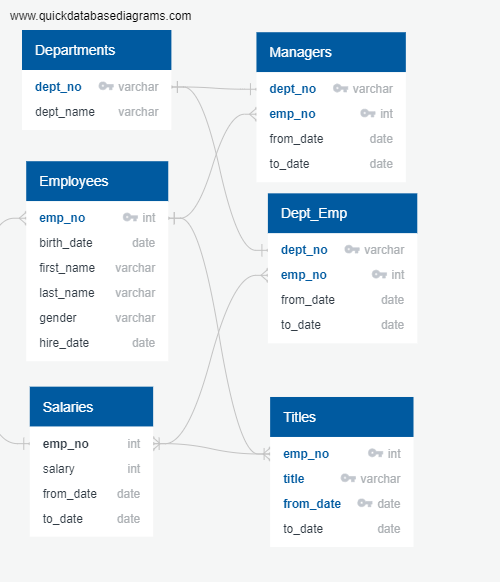 www.quickdatabasediagrams.com
Departments
dept_no varchar
dept_name varchar
Managers
dept_no varchar
emp_no int
from_date date
to_date date
Employees
emp_no int
birth_date date
first_name varchar
last_name varchar
gender varchar
hire_date date
Dept_Emp
dept_no varchar
emp_no int
from_date date
to_date date
Salaries
emp_no int
salary int
from_date date
to_date date
Titles
emp_no int
title varchar
from_date date
to_date date